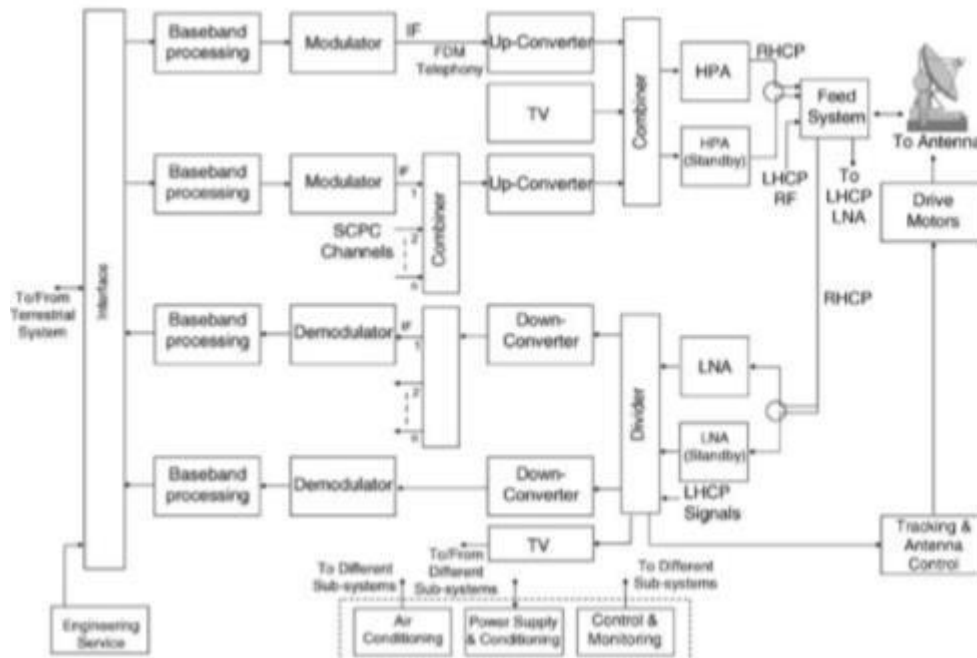 Baseband
processing
Modulator
IF
FDM
Telephony
Up-Converter
TV
Combiner
HPA
RHCP
HPA
(Standby)
Feed
System
To Antenna
LHCP
RF
To
LHCP
LNA
Drive
Motors
Baseband
processing
Modulator
IF
1
SCPC
Channels
2
n
Combiner
Up-Converter
To/From
Terrestrial
System
Interface
RHCP
Baseband
processing
Demodulator
IF
1
2
n
Down-
Converter
Divider
LNA
LNA
(Standby)
LHCP
Signals
Baseband
processing
Demodulator
Down-
Converter
TV
Tracking &
Antenna
Control
Engineering
Service
To Different
Sub-systems
To/From
Different
Sub-systems
To Different
Sub-systems
Air
Conditioning
Power Supply
& Conditioning
Control &
Monitoring